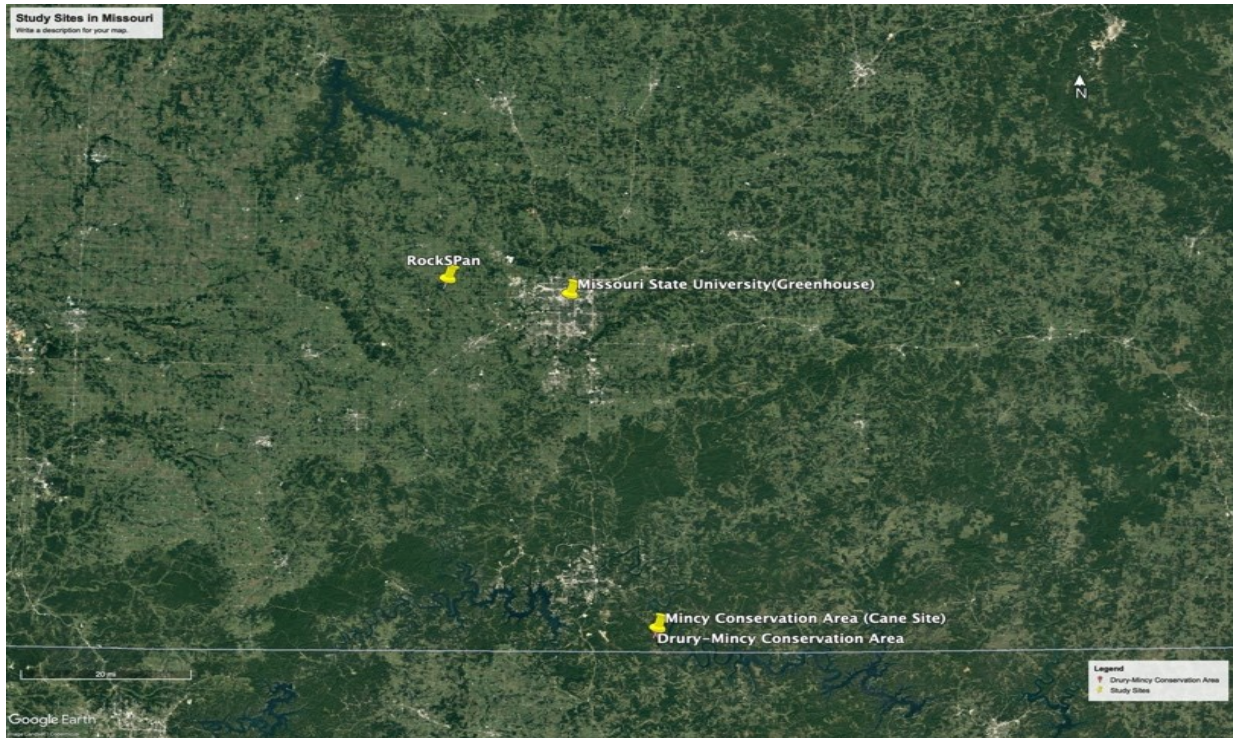 Study Sites in Missouri
Write a description for your map.
N
RockSPan
Missouri State University(Greenhouse)
Mincy Conservation Area (Cane Site)
Drury-Mincy Conservation Area
20 mi
Legend
Drury-Mincy Conservation Area
Study Sites
Google Earth